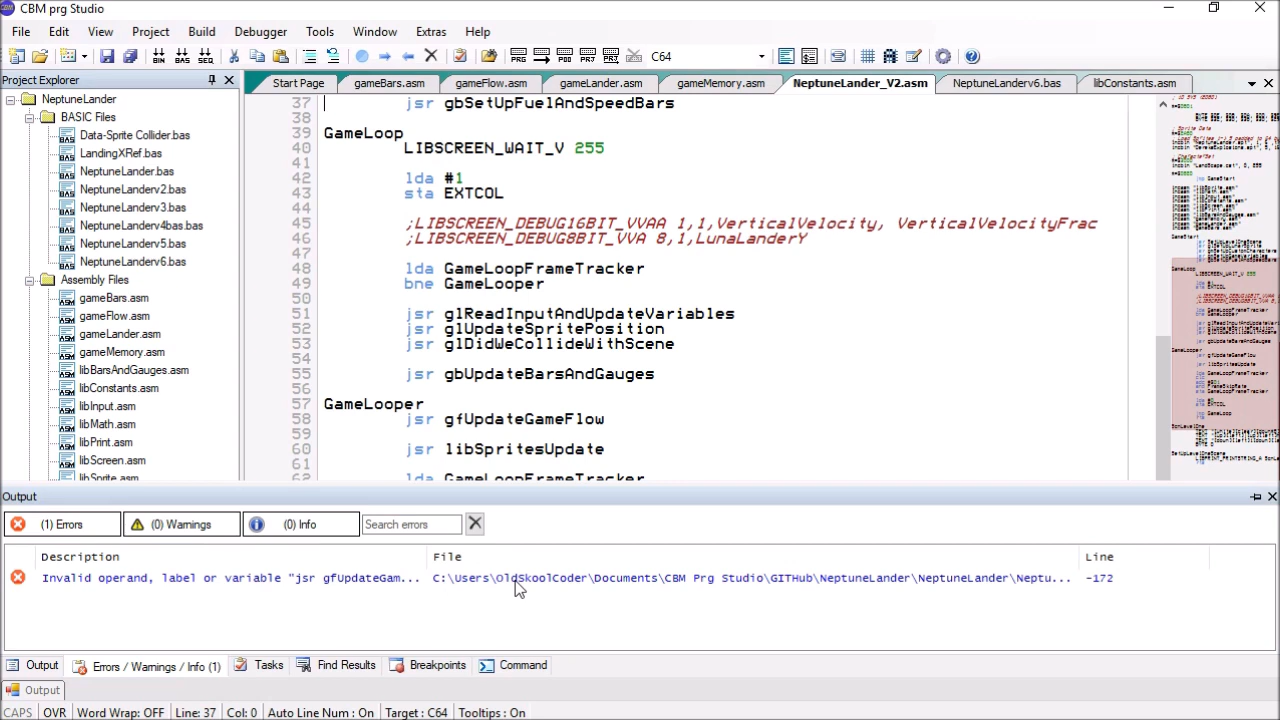 CBM prg Studio
File Edit View Project Build Debugger Tools Window Extras Help
C64
Project Explorer
Start Page gameBars.asm gameFlow.asm gameLander.asm gameMemory.asm NeptuneLander_V2.asm NeptuneLanderv6.bas libConstants.asm
NeptuneLander
BASIC Files
Data-Sprite Collider.bas
LandingXRef.bas
NeptuneLander.bas
NeptuneLanderv2.bas
NeptuneLanderv3.bas
NeptuneLanderv4bas.bas
NeptuneLanderv5.bas
NeptuneLanderv6.bas
Assembly Files
gameBars.asm
gameFlow.asm
gameLander.asm
gameMemory.asm
libBarsAndGauges.asm
libConstants.asm
libInput.asm
libMath.asm
libPrint.asm
libScreen.asm
libSprite.asm
37 jsr gbSetUpFuelAndSpeedBars
38
39 GameLoop
40 LIBSCREEN_WAIT_V 255
41
42 lda #1
43 sta EXTCOL
44
45 ;LIBSCREEN_DEBUG16BIT_VVAA 1,1,VerticalVelocity, VerticalVelocityFrac
46 ;LIBSCREEN_DEBUG8BIT_VVA 8,1,LunaLanderY
47
48 lda GameLoopFrameTracker
49 bne GameLooper
50
51 jsr glReadInputAndUpdateVariables
52 jsr glUpdateSpritePosition
53 jsr glDidWeCollideWithScene
54
55 jsr gbUpdateBarsAndGauges
56
57 GameLooper
58 jsr gfUpdateGameFlow
59
60 jsr libSpritesUpdate
61
62 lda GameLoopFrameTracker
Output
(1) Errors (0) Warnings (0) Info Search errors
Description File Line
Invalid operand, label or variable "jsr gfUpdateGam... C:\Users\OldSkoolCoder\Documents\CBM Prg Studio\GITHub\NeptuneLander\NeptuneLander\Neptu... -172
Output Errors / Warnings / Info (1) Tasks Find Results Breakpoints Command
Output
CAPS OVR Word Wrap: OFF Line: 37 Col: 0 Auto Line Num : On Target : C64 Tooltips : On